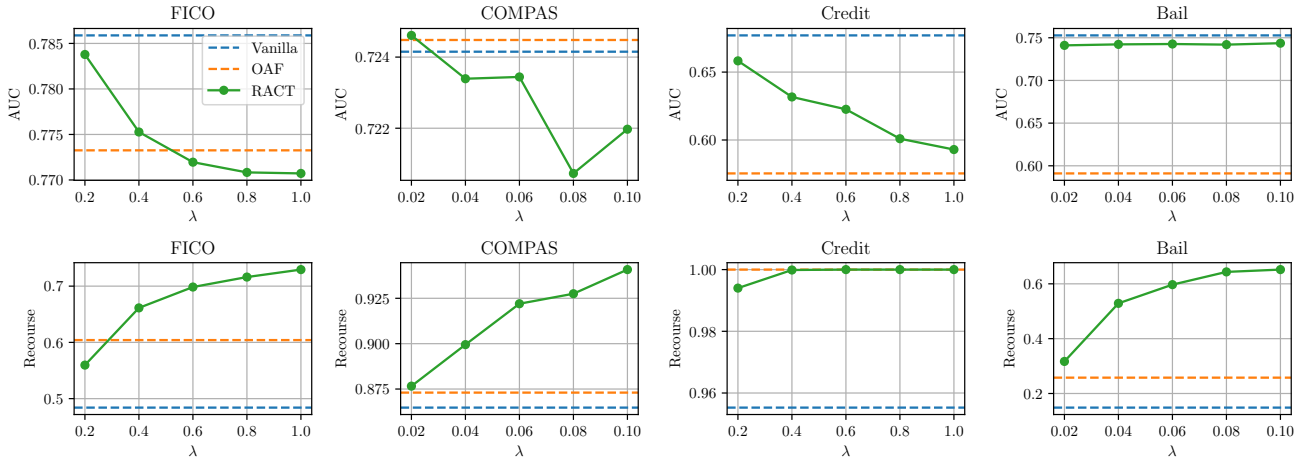 FICO
AUC
0.785
0.780
0.775
0.770
Vanilla
OAF
RACT
0.2 0.4 0.6 0.8 1.0
λ
COMPAS
AUC
0.724
0.722
0.02 0.04 0.06 0.08 0.10
λ
Credit
AUC
0.65
0.60
0.2 0.4 0.6 0.8 1.0
λ
Bail
AUC
0.75
0.70
0.65
0.60
0.02 0.04 0.06 0.08 0.10
λ
FICO
Recourse
0.7
0.6
0.5
0.2 0.4 0.6 0.8 1.0
λ
COMPAS
Recourse
0.925
0.900
0.875
0.02 0.04 0.06 0.08 0.10
λ
Credit
Recourse
1.00
0.98
0.96
0.2 0.4 0.6 0.8 1.0
λ
Bail
Recourse
0.6
0.4
0.2
0.02 0.04 0.06 0.08 0.10
λ